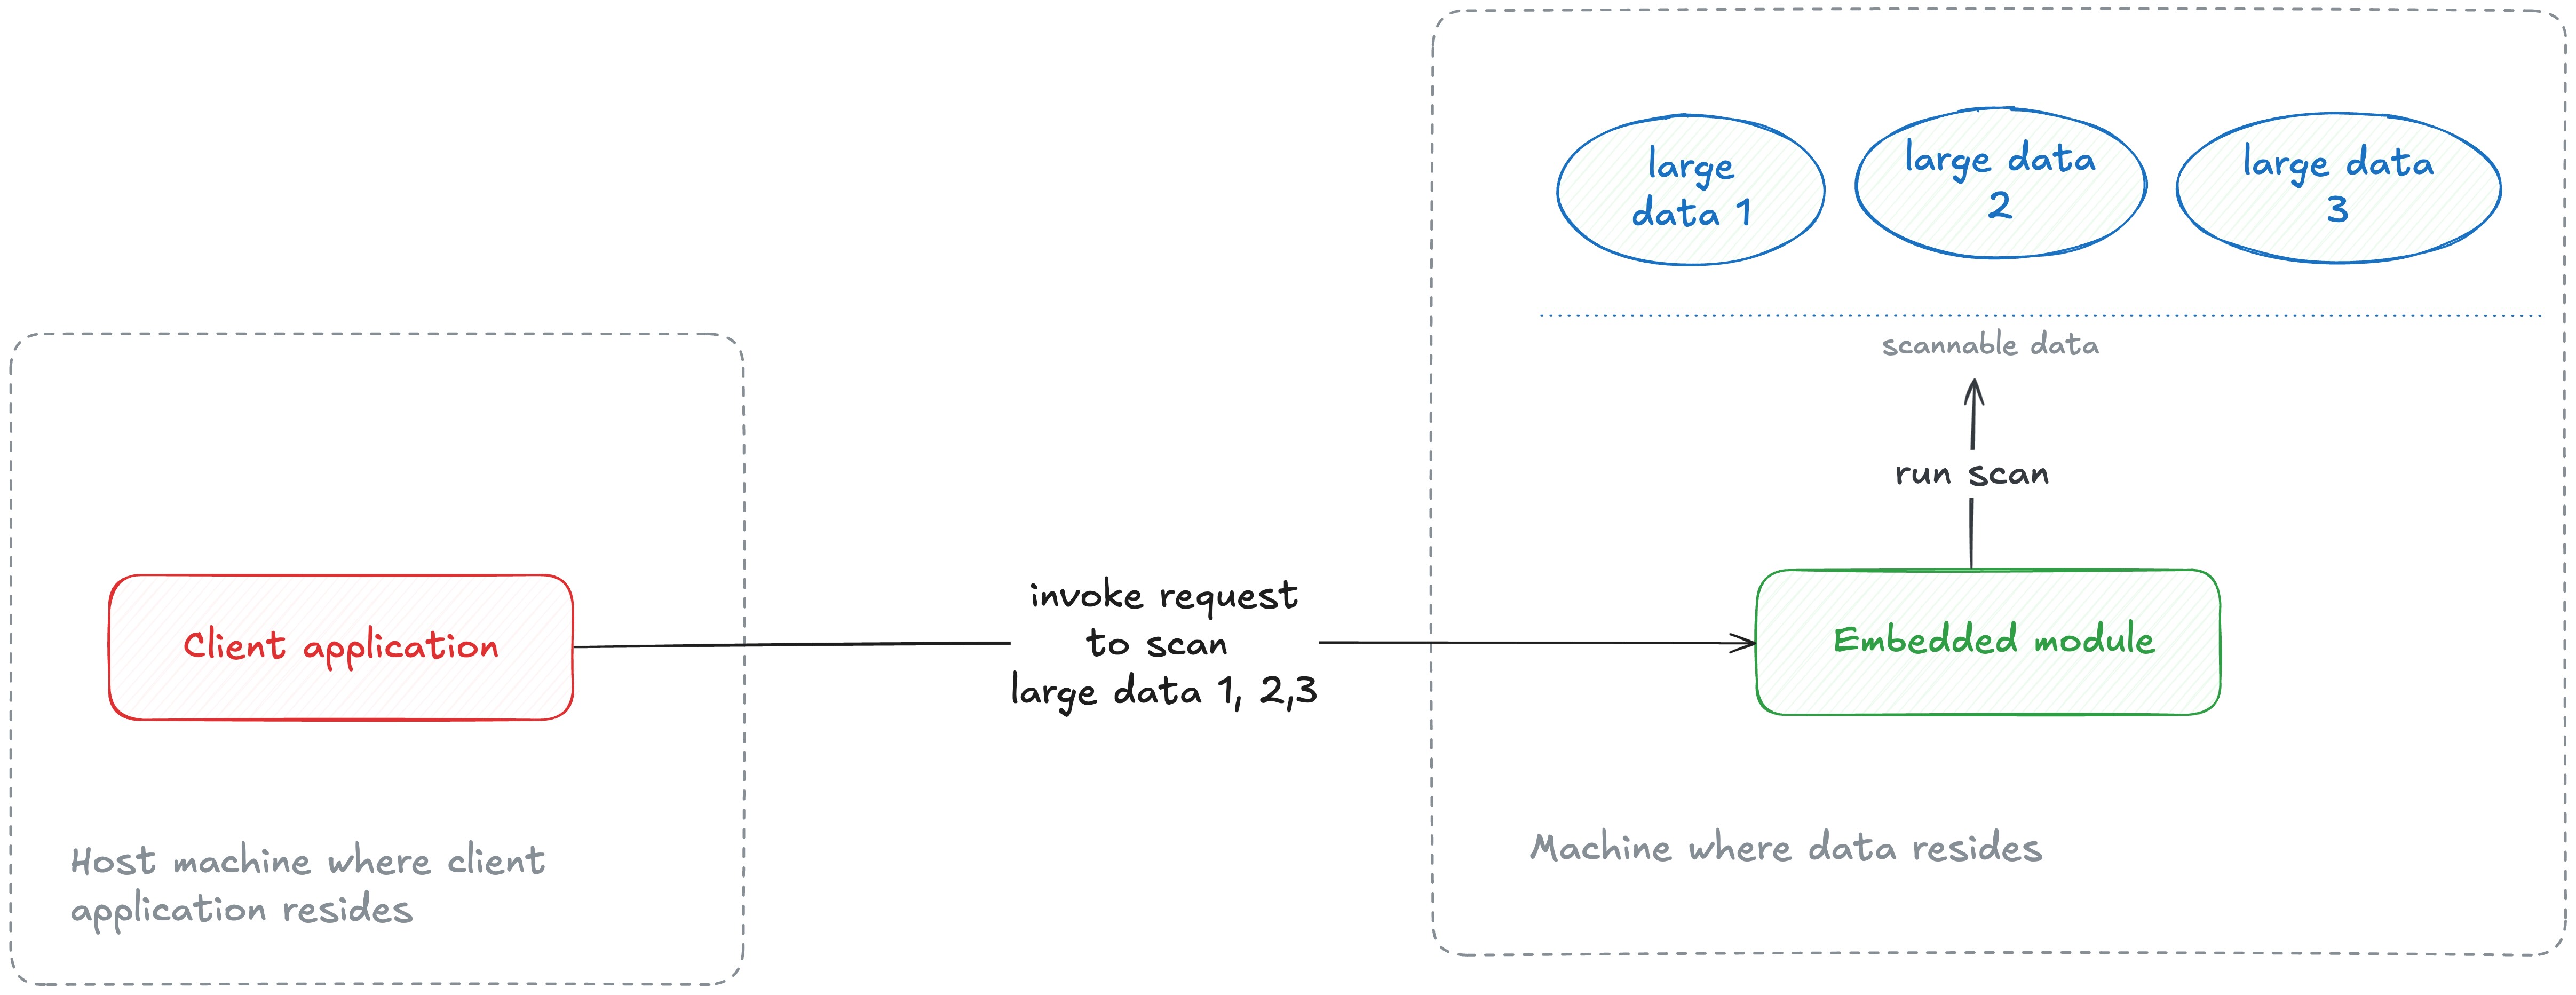 large
data 1
large data
2
large data
3
scannable data
run scan
Client application
invoke request
to scan
large data 1, 2,3
Embedded module
Host machine where client
application resides
Machine where data resides